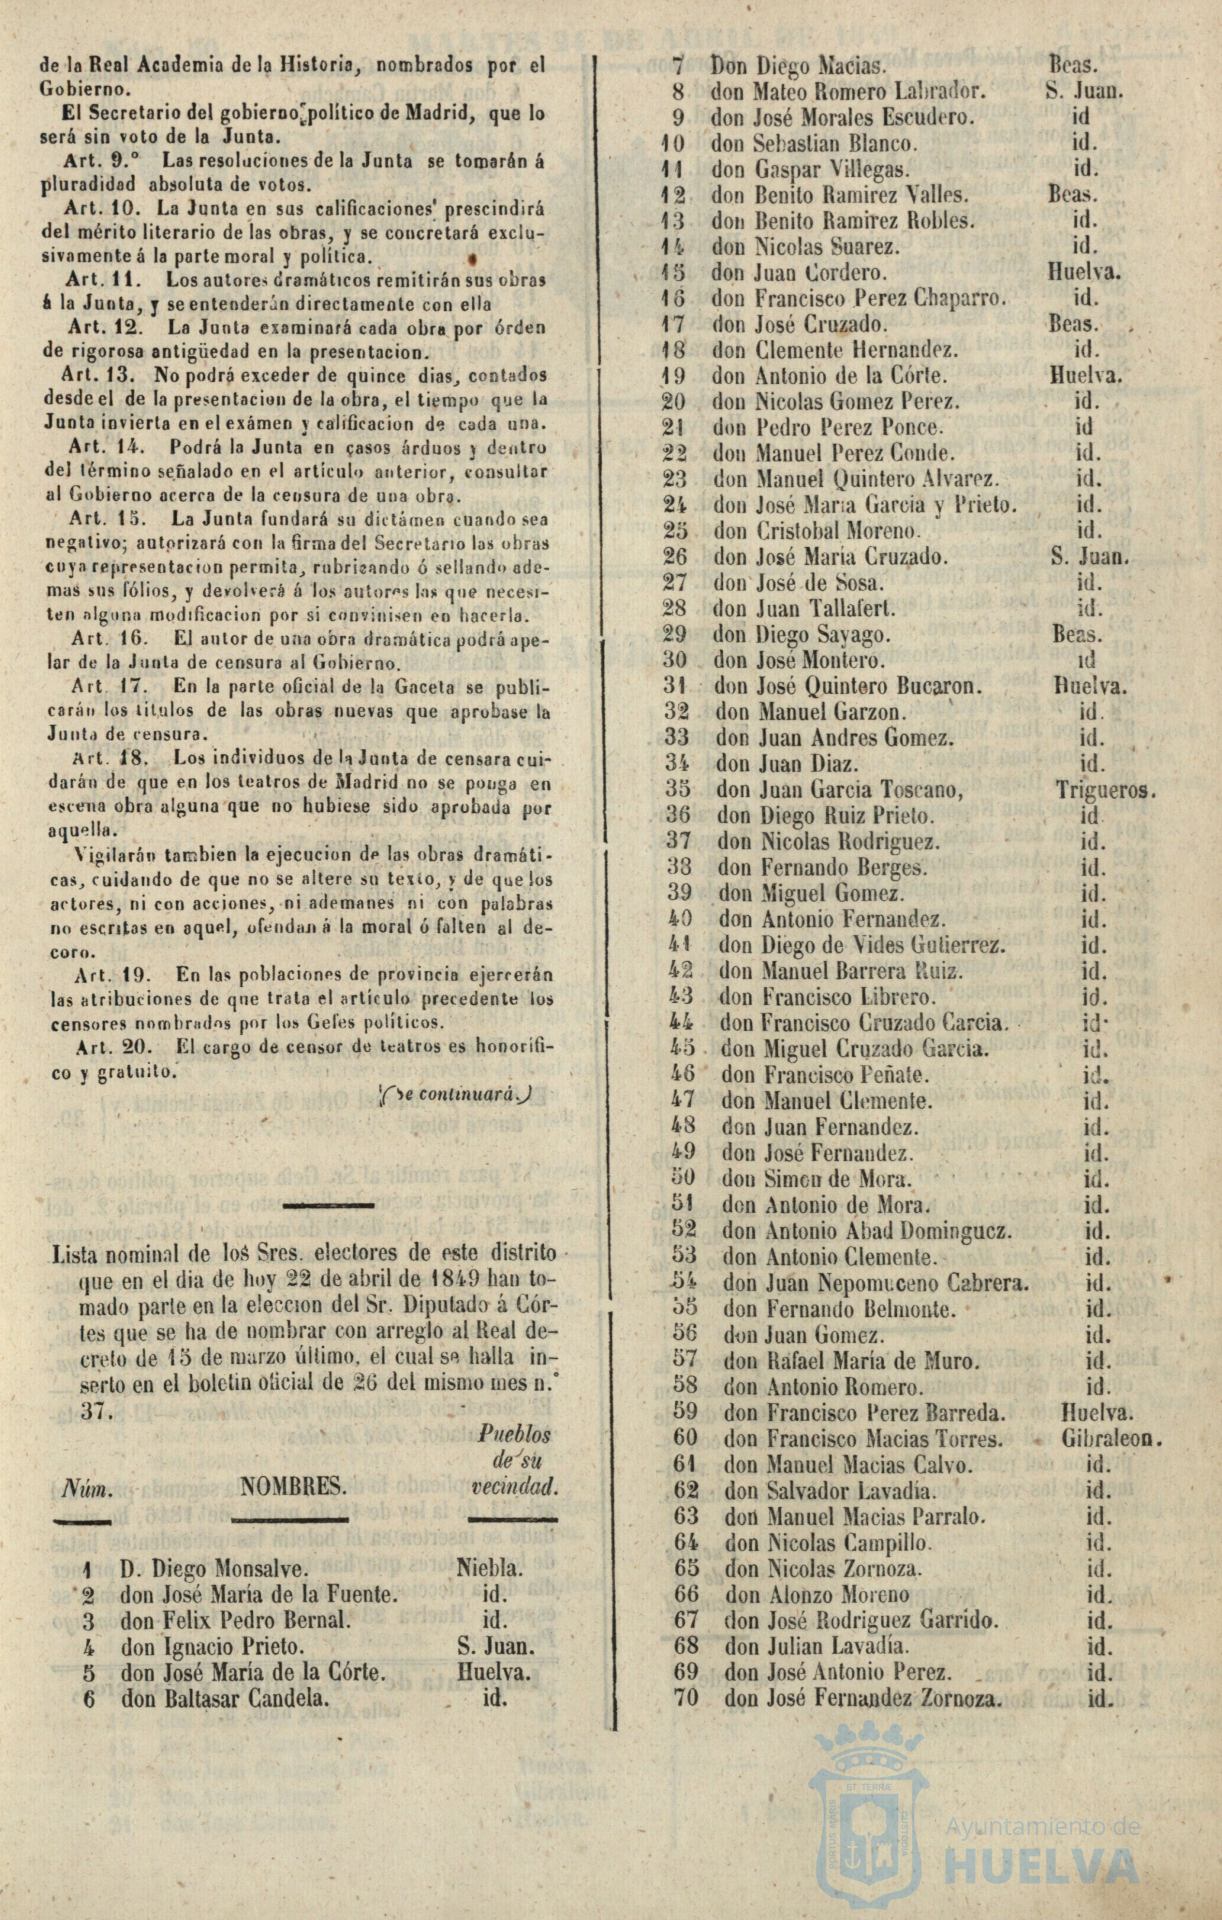 de la Real Academia de la Historia, nombrados por el
Gobierno.
El Secretario del gobierno político de Madrid, que lo
será sin voto de la Junta.
Art. 9.° Las resoluciones de la Junta se tomarán á
pluradidad absoluta de votos.
Art. 10. La Junta en sus calificaciones prescindirá
del mérito literario de las obras, y se concretará exclu-
sivamente á la parte moral y política.
Art. 11. Los autores dramáticos remitirán sus obras
á la Junta, y se entenderán directamente con ella
Art. 12. La Junta examinará cada obra por órden
de rigorosa antigüedad en la presentacion.
Art. 13. No podrá exceder de quince dias, contados
desde el de la presentacion de la obra, el tiempo que la
Junta invierta en el exámen y calificacion de cada una.
Art. 14. Podrá la Junta en casos árduos y dentro
del término señalado en el artículo anterior, consultar
al Gobierno acerca de la censura de una obra.
Art. 15. La Junta fundará su dictámen cuando sea
negativo; autorizará con la firma del Secretario las obras
cuya representacion permita, rubricando ó sellando ade-
mas sus fólios, y devolverá á los autores las que necesi-
ten alguna modificacion por si conviniesen en hacerla.
Art. 16. El autor de una obra dramática podrá ape-
lar de la Junta de censura al Gobierno.
Art. 17. En la parte oficial de la Gaceta se publi-
carán los titulos de las obras nuevas que aprobase la
Junta de censura.
Art. 18. Los individuos de la Junta de censara cui-
darán de que en los teatros de Madrid no se ponga en
escena obra alguna que no hubiese sido aprobada por
aquella.
Vigilarán tambien la ejecucion de las obras dramáti-
cas, cuidando de que no se altere su texto, y de que los
actores, ni con acciones, ni ademanes ni con palabras
no escritas en aquel, ofendan á la moral ó falten al de-
coro.
Art. 19. En las poblaciones de provincia ejercerán
las atribuciones de que trata el artículo precedente los
censores nombrados por los Gefes políticos.
Art. 20. El cargo de censor de teatros es honorífi-
co y gratuito.
(Se continuará.)
Lista nominal de los Sres. electores de este distrito
que en el dia de hoy 22 de abril de 1849 han to-
mado parte en la eleccion del Sr. Diputado á Cór-
tes que se ha de nombrar con arreglo al Real de-
creto de 15 de marzo último, el cual se halla in-
serto en el boletin oficial de 26 del mismo mes n.°
37.
Pueblos
de su
Núm. NOMBRES. vecindad.
1 D. Diego Monsalve. Niebla.
2 don José María de la Fuente. id.
3 don Felix Pedro Bernal. id.
4 don Ignacio Prieto. S. Juan.
5 don José María de la Córte. Huelva.
6 don Baltasar Candela. id.
7 Don Diego Macias. Beas.
8 don Mateo Romero Labrador. S. Juan.
9 don José Morales Escudero. id
10 don Sebastian Blanco. id.
11 don Gaspar Villegas. id.
12 don Benito Ramirez Valles. Beas.
13 don Benito Ramirez Robles. id.
14 don Nicolas Suarez. id.
15 don Juan Cordero. Huelva.
16 don Francisco Perez Chaparro. id.
17 don José Cruzado. Beas.
18 don Clemente Hernandez. id.
19 don Antonio de la Córte. Huelva.
20 don Nicolas Gomez Perez. id.
21 don Pedro Perez Ponce. id
22 don Manuel Perez Conde. id.
23 don Manuel Quintero Alvarez. id.
24 don José María Garcia y Prieto. id.
25 don Cristobal Moreno. id.
26 don José María Cruzado. S. Juan.
27 don José de Sosa. id.
28 don Juan Tallafert. id.
29 don Diego Sayago. Beas.
30 don José Montero. id
31 don José Quintero Bucaron. Huelva.
32 don Manuel Garzon. id.
33 don Juan Andres Gomez. id.
34 don Juan Diaz. id.
35 don Juan Garcia Toscano, Trigueros.
36 don Diego Ruiz Prieto. id
37 don Nicolas Rodriguez. id.
38 don Fernando Berges. id.
39 don Miguel Gomez. id.
40 don Antonio Fernandez. id.
41 don Diego de Vides Gutierrez. id.
42 don Manuel Barrera Ruiz. id.
43 don Francisco Librero. id.
44 don Francisco Cruzado Garcia. id.
45 don Miguel Cruzado Garcia. id.
46 don Francisco Peñate. id.
47 don Manuel Clemente. id.
48 don Juan Fernandez. id.
49 don José Fernandez. id.
50 don Simon de Mora. id.
51 don Antonio de Mora. id.
52 don Antonio Abad Dominguez. id.
53 don Antonio Clemente. id.
54 don Juan Nepomuceno Cabrera. id.
55 don Fernando Belmonte. id.
56 don Juan Gomez. id.
57 don Rafael María de Muro. id.
58 don Antonio Romero. id.
59 don Francisco Perez Barreda. Huelva.
60 don Francisco Macias Torres. Gibraleon.
61 don Manuel Macias Calvo. id.
62 don Salvador Lavadia. id.
63 don Manuel Macias Parralo. id.
64 don Nicolas Campillo. id.
65 don Nicolas Zornoza. id.
66 don Alonzo Moreno id.
67 don José Rodriguez Garrido. id.
68 don Julian Lavadía. id.
69 don José Antonio Perez. id.
70 don José Fernandez Zornoza. id.
ET TERRÆ
PORTUS MARIS
CUSTODIA
Ayuntamiento de
HUELVA